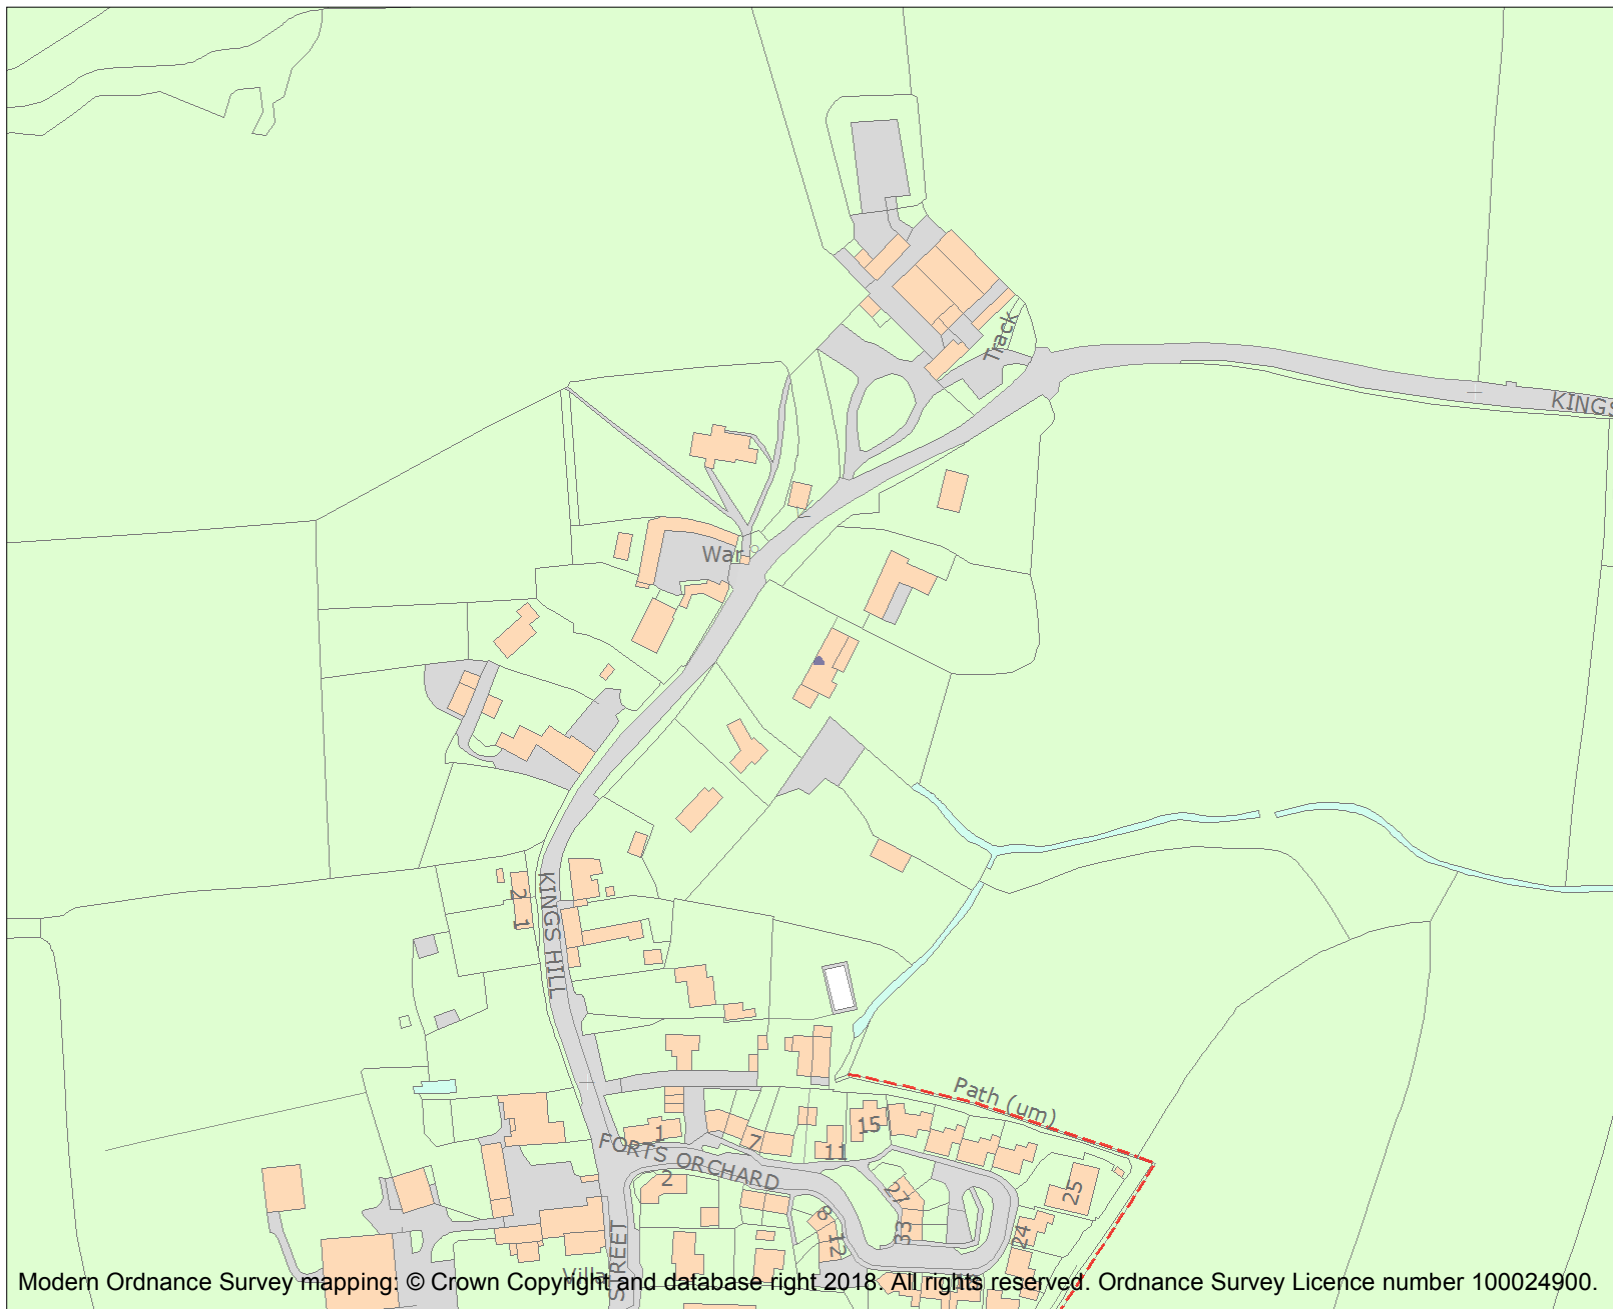 Track
KINGS
War
2
1
KINGS HILL
Path (um)
1
7
11
15
FORTS ORCHARD
2
27
25
8
12
33
24
STREET
Villa
Modern Ordnance Survey mapping: © Crown Copyright and database right 2018. All rights reserved. Ordnance Survey Licence number 100024900.